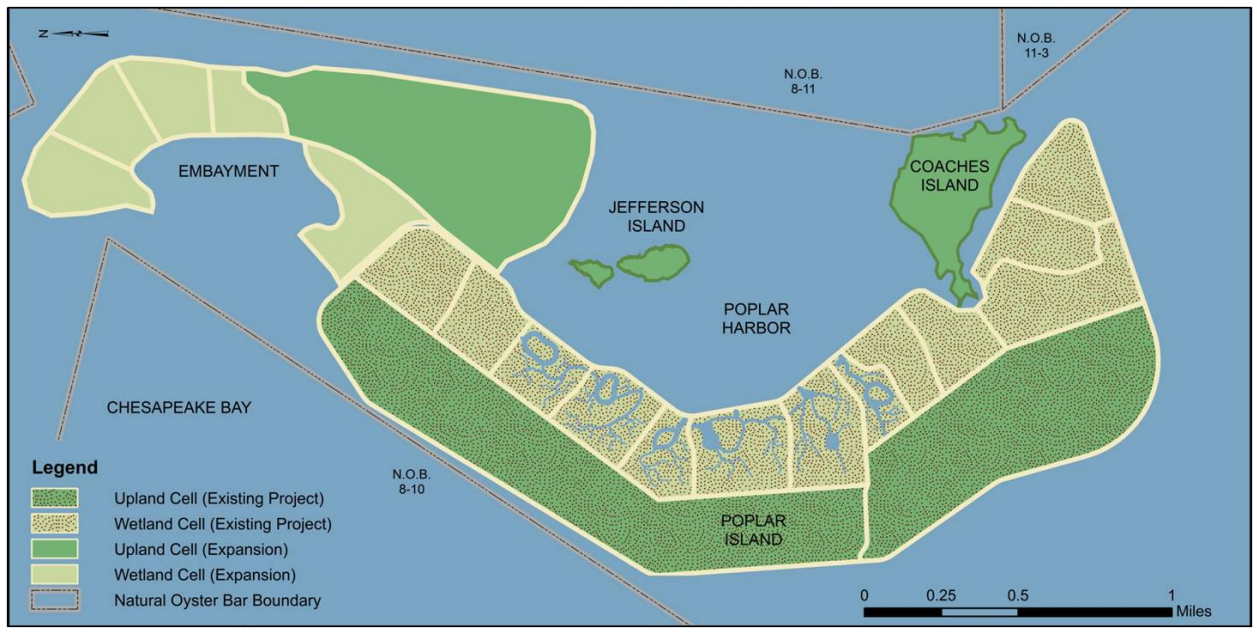 N
N.O.B.
11-3
N.O.B.
8-11
EMBAYMENT
COACHES
ISLAND
JEFFERSON
ISLAND
POPLAR
HARBOR
CHESAPEAKE BAY
N.O.B.
8-10
POPLAR
ISLAND
Legend
Upland Cell (Existing Project)
Wetland Cell (Existing Project)
Upland Cell (Expansion)
Wetland Cell (Expansion)
Natural Oyster Bar Boundary
0 0.25 0.5 1
Miles